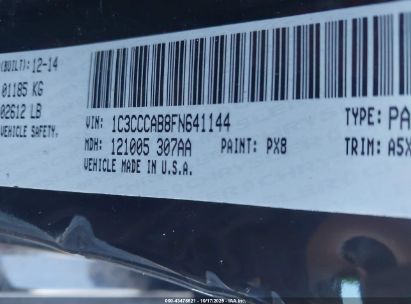 (BUILT): 12-14
01185 KG
02612 LB
VEHICLE SAFETY.
VIN: 1C3CCCAB8FN641144
MDH: 121005 307AA PAINT: PX8
VEHICLE MADE IN U.S.A.
TYPE: PA
TRIM: A5X